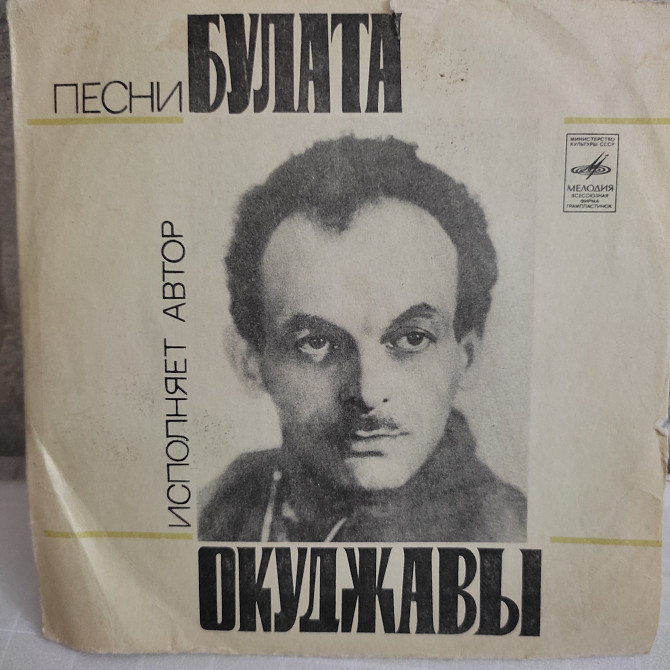 ПЕСНИ БУЛАТА
ОКУДЖАВЫ
ИСПОЛНЯЕТ АВТОР
МИНИСТЕРСТВО
КУЛЬТУРЫ СССР
МЕЛОДИЯ
ВСЕСОЮЗНАЯ
ФИРМА
ГРАМПЛАСТИНОК